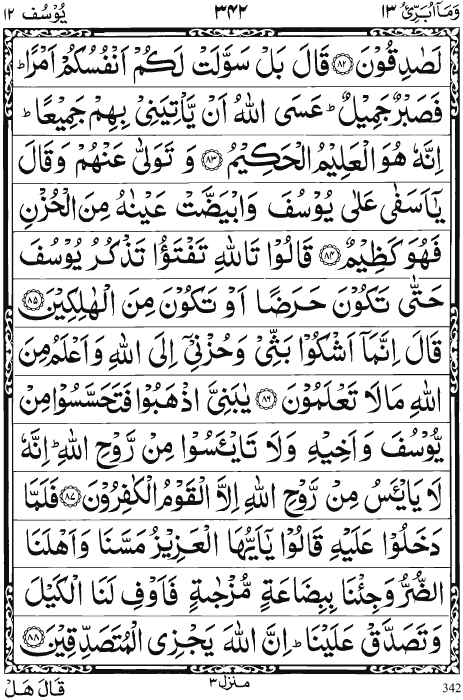 وَمَآ اُبَرِّئُ ١٣ ٣٤٢ يُوْسُف ١٢
لَصٰدِقُوْنَ ﴿٨٢﴾ قَالَ بَلْ سَوَّلَتْ لَكُمْ اَنْفُسُكُمْ اَمْرًا ؕ
فَصَبْرٌ جَمِيْلٌ ؕ عَسَى اللّٰهُ اَنْ يَّاْتِيَنِيْ بِهِمْ جَمِيْعًا ؕ
اِنَّهٗ هُوَ الْعَلِيْمُ الْحَكِيْمُ ﴿٨٣﴾ وَ تَوَلّٰى عَنْهُمْ وَقَالَ
يٰۤاَسَفٰى عَلٰى يُوْسُفَ وَابْيَضَّتْ عَيْنٰهُ مِنَ الْحُزْنِ
فَهُوَ كَظِيْمٌ ﴿٨٤﴾ قَالُوْا تَاللّٰهِ تَفْتَؤُا تَذْكُرُ يُوْسُفَ
حَتّٰى تَكُوْنَ حَرَضًا اَوْ تَكُوْنَ مِنَ الْهٰلِكِيْنَ ﴿٨٥﴾
قَالَ اِنَّمَاۤ اَشْكُوْا بَثِّيْ وَحُزْنِيْۤ اِلَى اللّٰهِ وَاَعْلَمُ مِنَ
اللّٰهِ مَا لَا تَعْلَمُوْنَ ﴿٨٦﴾ يٰبَنِيَّ اذْهَبُوْا فَتَحَسَّسُوْا مِنْ
يُّوْسُفَ وَاَخِيْهِ وَلَا تَايْـَٔسُوْا مِنْ رَّوْحِ اللّٰهِ ؕ اِنَّهٗ
لَا يَايْـَٔسُ مِنْ رَّوْحِ اللّٰهِ اِلَّا الْقَوْمُ الْكٰفِرُوْنَ ﴿٨٧﴾ فَلَمَّا
دَخَلُوْا عَلَيْهِ قَالُوْا يٰۤاَيُّهَا الْعَزِيْزُ مَسَّنَا وَاَهْلَنَا
الضُّرُّ وَجِئْنَا بِبِضَاعَةٍ مُّزْجٰىةٍ فَاَوْفِ لَنَا الْكَيْلَ
وَتَصَدَّقْ عَلَيْنَا ؕ اِنَّ اللّٰهَ يَجْزِى الْمُتَصَدِّقِيْنَ ﴿٨٨﴾
342 منزل ٣ قَالَ هَلْ